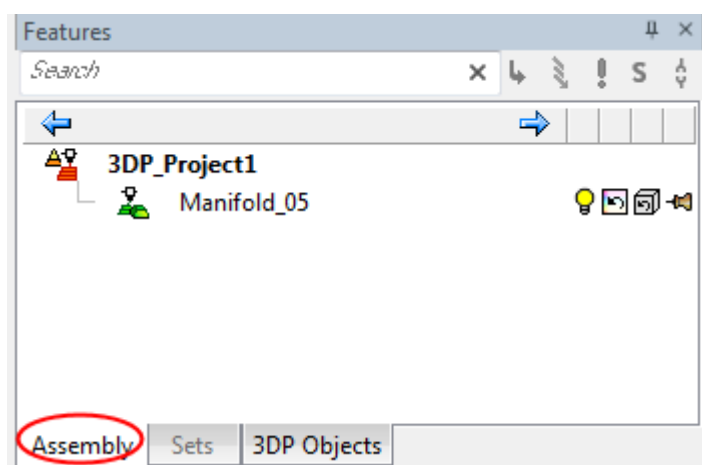 Features
Search
S
3DP_Project1
Manifold_05
Assembly Sets 3DP Objects